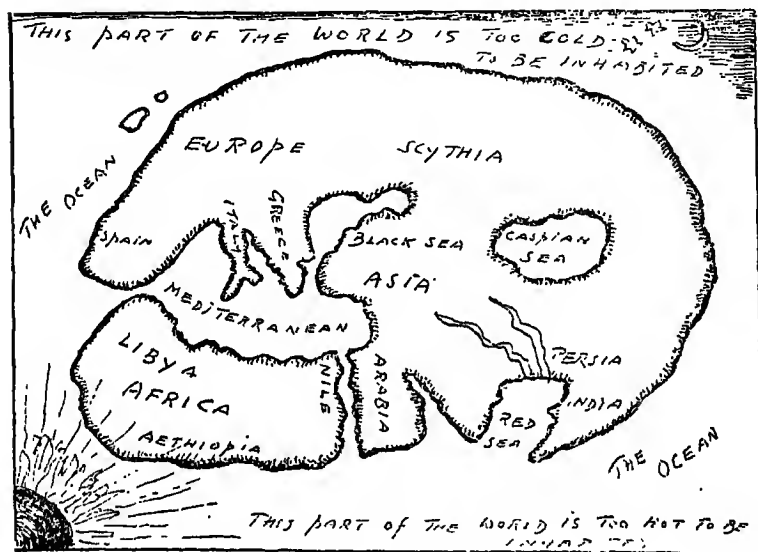 THIS PART OF THE WORLD IS TOO COLD
TO BE INHABITED
EUROPE
SCYTHIA
THE OCEAN
SPAIN
ITALY
GREECE
BLACK SEA
CASPIAN
SEA
ASIA
MEDITERRANEAN
LIBYA
AFRICA
AETHIOPIA
NILE
ARABIA
PERSIA
INDIA
RED
SEA
THE OCEAN
THIS PART OF THE WORLD IS TOO HOT TO BE